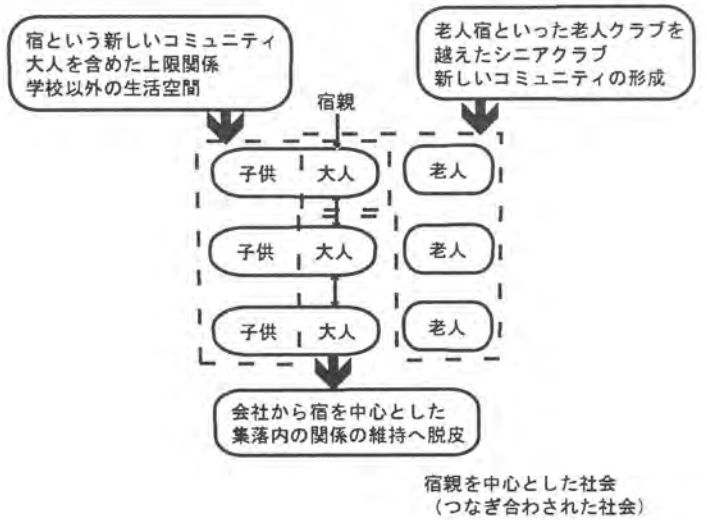 宿という新しいコミュニティ
大人を含めた上限関係
学校以外の生活空間
老人宿といった老人クラブを
越えたシニアクラブ
新しいコミュニティの形成
宿親
子供 大人 老人
子供 大人 老人
子供 大人 老人
会社から宿を中心とした
集落内の関係の維持へ脱皮
宿親を中心とした社会
（つなぎ合わされた社会）